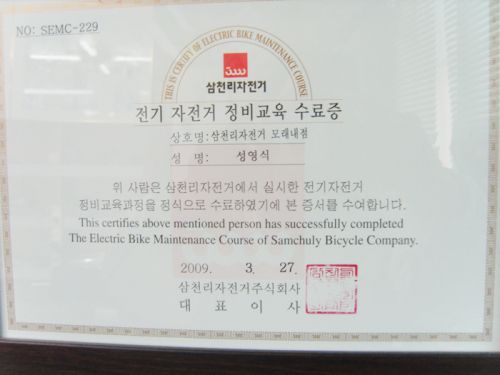 NO: SEMC-229
THIS IS CERTIFY OF ELECTRIC BIKE MAINTENANCE COURSE
삼천리자전거
전기 자전거 정비교육 수료증
상호명:삼천리자전거 모래내점
성 명: 성영식
위 사람은 삼천리자전거에서 실시한 전기자전거
정비교육과정을 정식으로 수료하였기에 본 증서를 수여합니다.
This certifies above mentioned person has successfully completed
The Electric Bike Maintenance Course of Samchuly Bicycle Company.
2009. 3. 27.
삼천리자전거주식회사
대 표 이 사